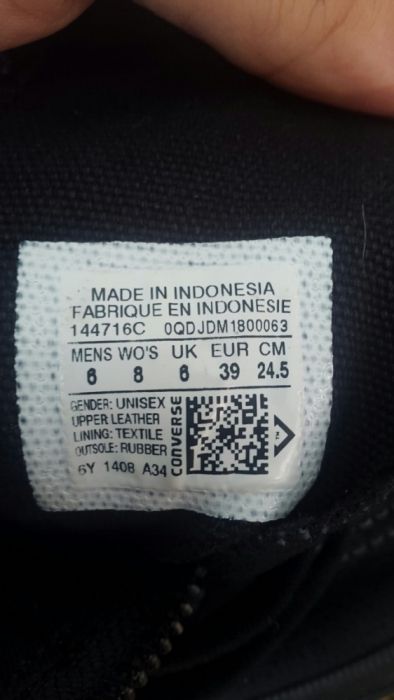 MADE IN INDONESIA
FABRIQUE EN INDONESIE
144716C 0QDJDM1800063
MENS WO'S UK EUR CM
6 8 6 39 24.5
GENDER: UNISEX
UPPER: LEATHER
LINING: TEXTILE
OUTSOLE: RUBBER
6Y 1408 A34
CONVERSE